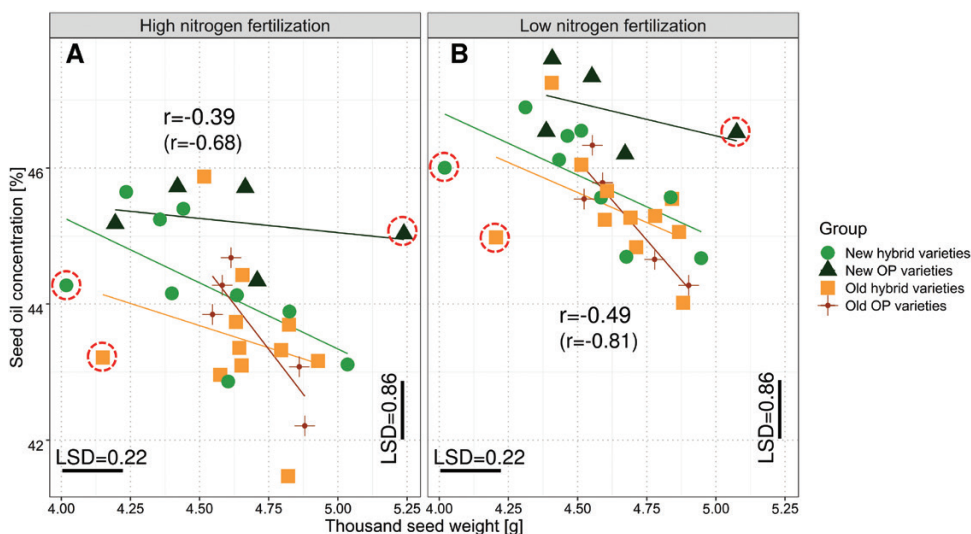 High nitrogen fertilization
Low nitrogen fertilization
A
B
r=-0.39
(r=-0.68)
r=-0.49
(r=-0.81)
46
44
42
Seed oil concentration [%]
LSD=0.22
LSD=0.86
LSD=0.22
LSD=0.86
4.00 4.25 4.50 4.75 5.00 5.25
4.00 4.25 4.50 4.75 5.00 5.25
Thousand seed weight [g]
Group
New hybrid varieties
New OP varieties
Old hybrid varieties
Old OP varieties